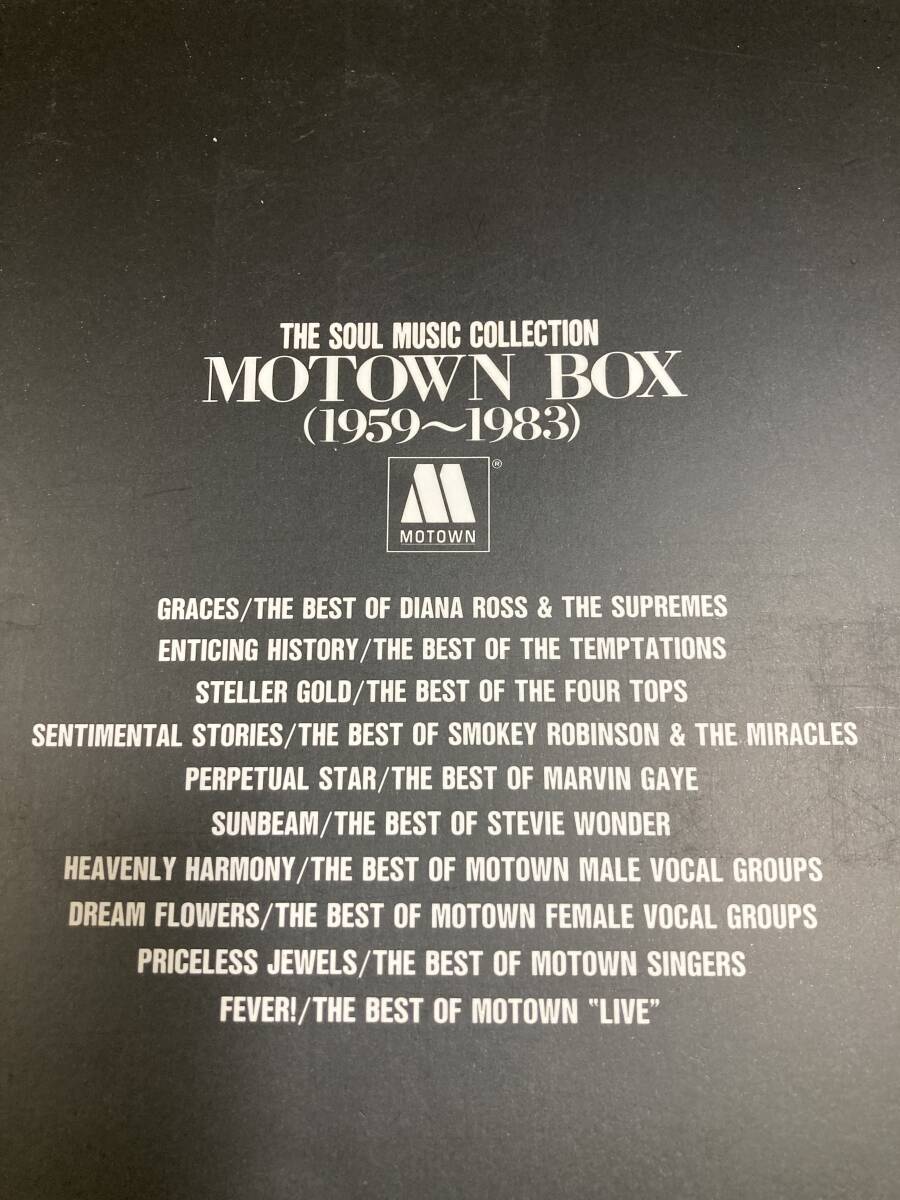 THE SOUL MUSIC COLLECTION
MOTOWN BOX
(1959～1983)
®
MOTOWN
GRACES/THE BEST OF DIANA ROSS & THE SUPREMES
ENTICING HISTORY/THE BEST OF THE TEMPTATIONS
STELLER GOLD/THE BEST OF THE FOUR TOPS
SENTIMENTAL STORIES/THE BEST OF SMOKEY ROBINSON & THE MIRACLES
PERPETUAL STAR/THE BEST OF MARVIN GAYE
SUNBEAM/THE BEST OF STEVIE WONDER
HEAVENLY HARMONY/THE BEST OF MOTOWN MALE VOCAL GROUPS
DREAM FLOWERS/THE BEST OF MOTOWN FEMALE VOCAL GROUPS
PRICELESS JEWELS/THE BEST OF MOTOWN SINGERS
FEVER!/THE BEST OF MOTOWN "LIVE"